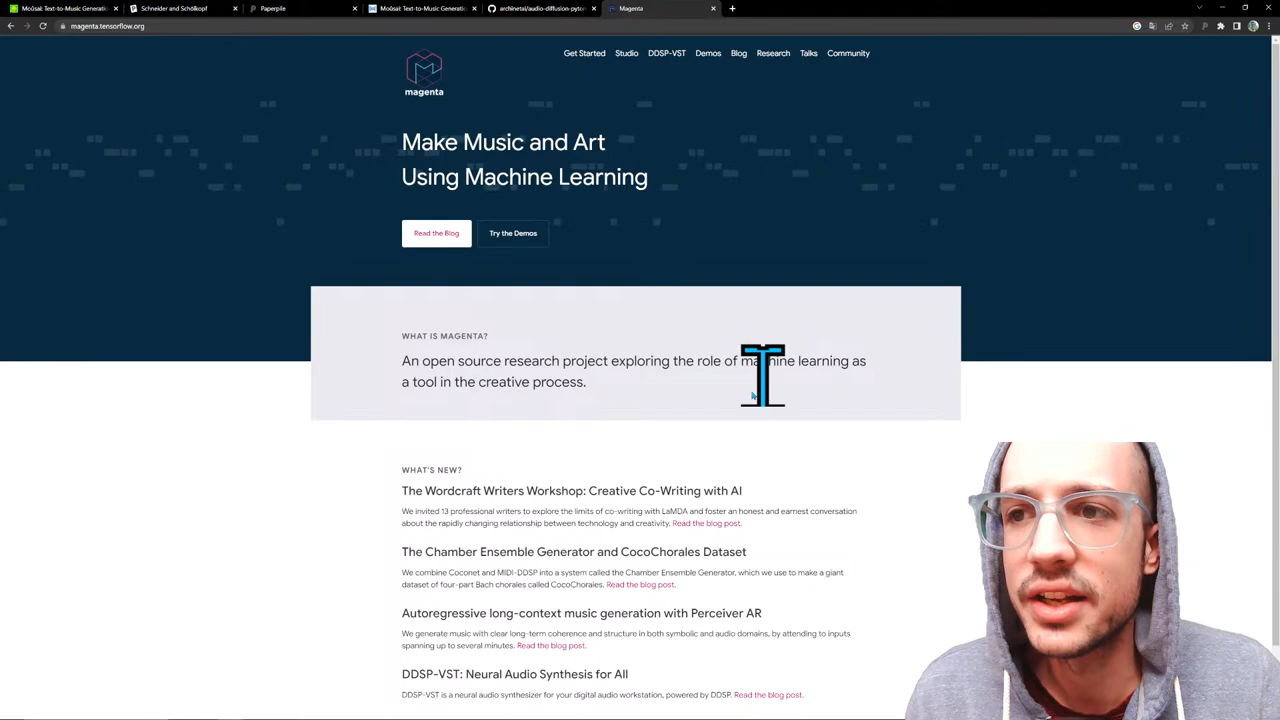 Moûsai: Text-to-Music Generatio
Schneider and Schölkopf
Paperpile
Moûsai: Text-to-Music Generatio
archinetai/audio-diffusion-pytor
Magenta
magenta.tensorflow.org
magenta
Get Started
Studio
DDSP-VST
Demos
Blog
Research
Talks
Community
Make Music and Art
Using Machine Learning
Read the Blog
Try the Demos
WHAT IS MAGENTA?
An open source research project exploring the role of machine learning as
a tool in the creative process.
WHAT'S NEW?
The Wordcraft Writers Workshop: Creative Co-Writing with AI
We invited 13 professional writers to explore the limits of co-writing with LaMDA and foster an honest and earnest conversation
about the rapidly changing relationship between technology and creativity. Read the blog post.
The Chamber Ensemble Generator and CocoChorales Dataset
We combine Coconet and MIDI-DDSP into a system called the Chamber Ensemble Generator, which we use to make a giant
dataset of four-part Bach chorales called CocoChorales. Read the blog post.
Autoregressive long-context music generation with Perceiver AR
We generate music with clear long-term coherence and structure in both symbolic and audio domains, by attending to inputs
spanning up to several minutes. Read the blog post.
DDSP-VST: Neural Audio Synthesis for All
DDSP-VST is a neural audio synthesizer for your digital audio workstation, powered by DDSP. Read the blog post.